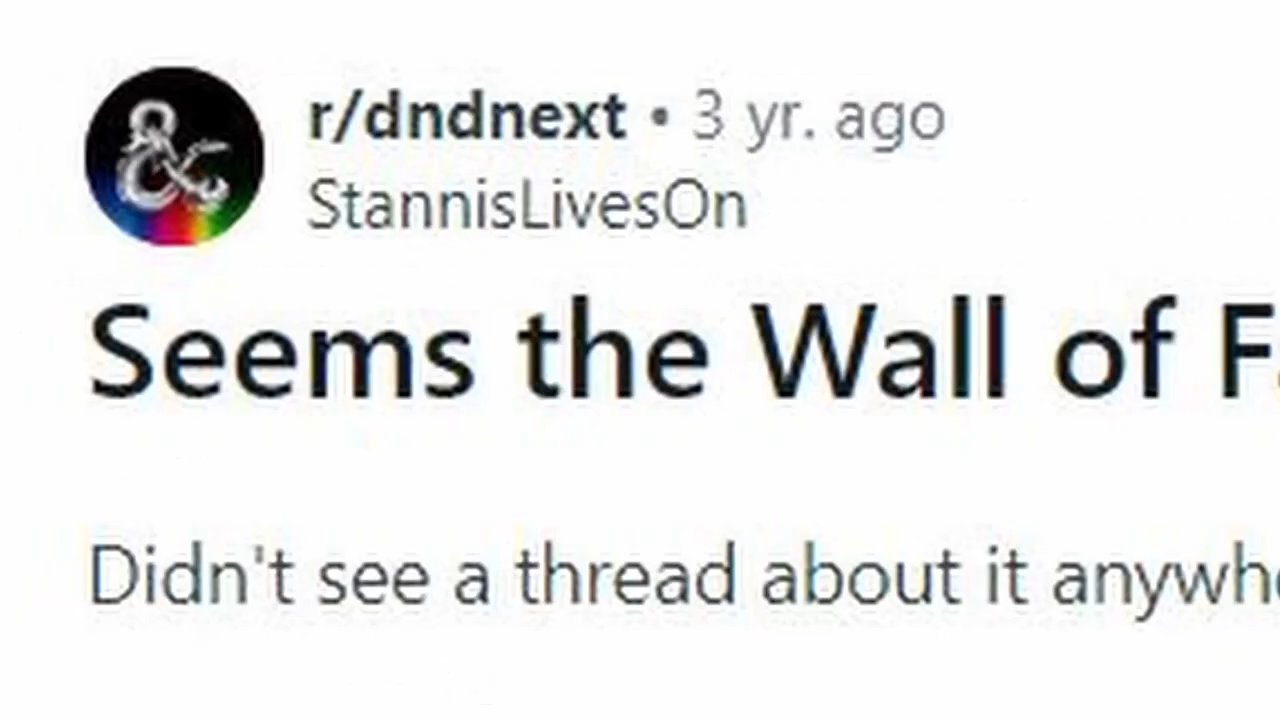 r/dndnext • 3 yr. ago
StannisLivesOn
Seems the Wall of
Didn't see a thread about it